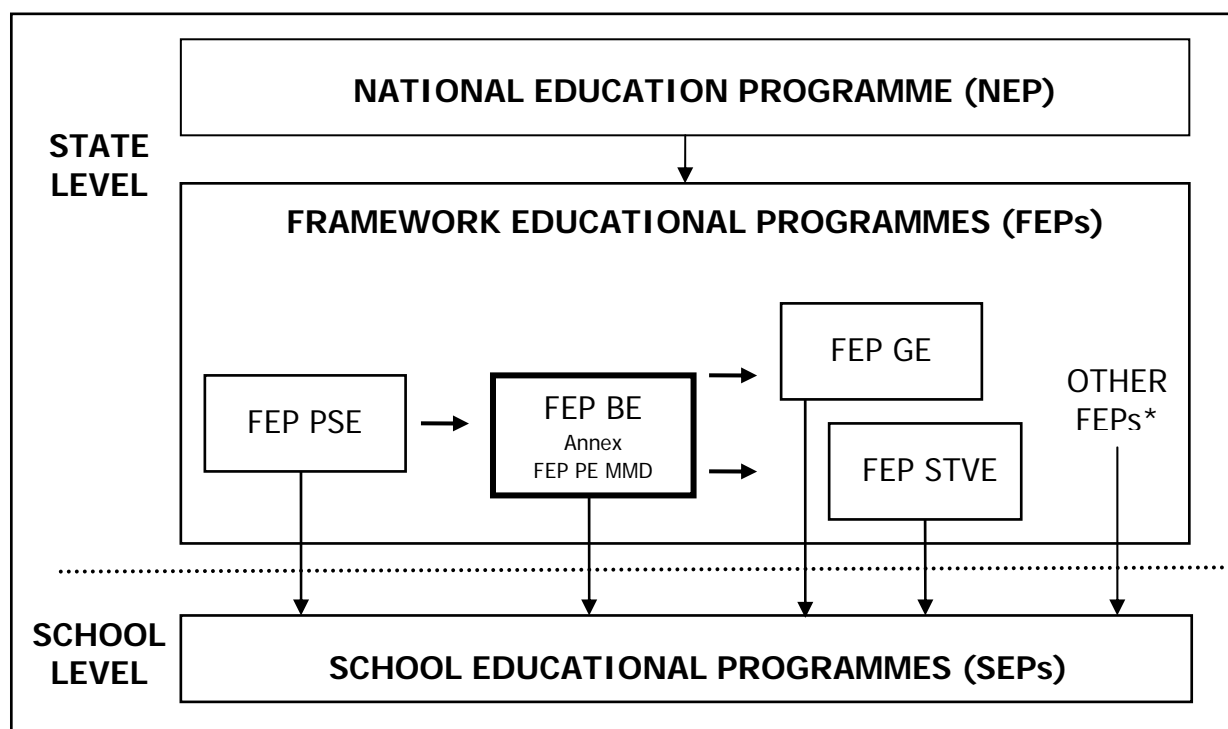 NATIONAL EDUCATION PROGRAMME (NEP)
STATE
LEVEL
FRAMEWORK EDUCATIONAL PROGRAMMES (FEPs)
FEP PSE
FEP BE
Annex
FEP PE MMD
FEP GE
FEP STVE
OTHER
FEPs*
SCHOOL
LEVEL
SCHOOL EDUCATIONAL PROGRAMMES (SEPs)